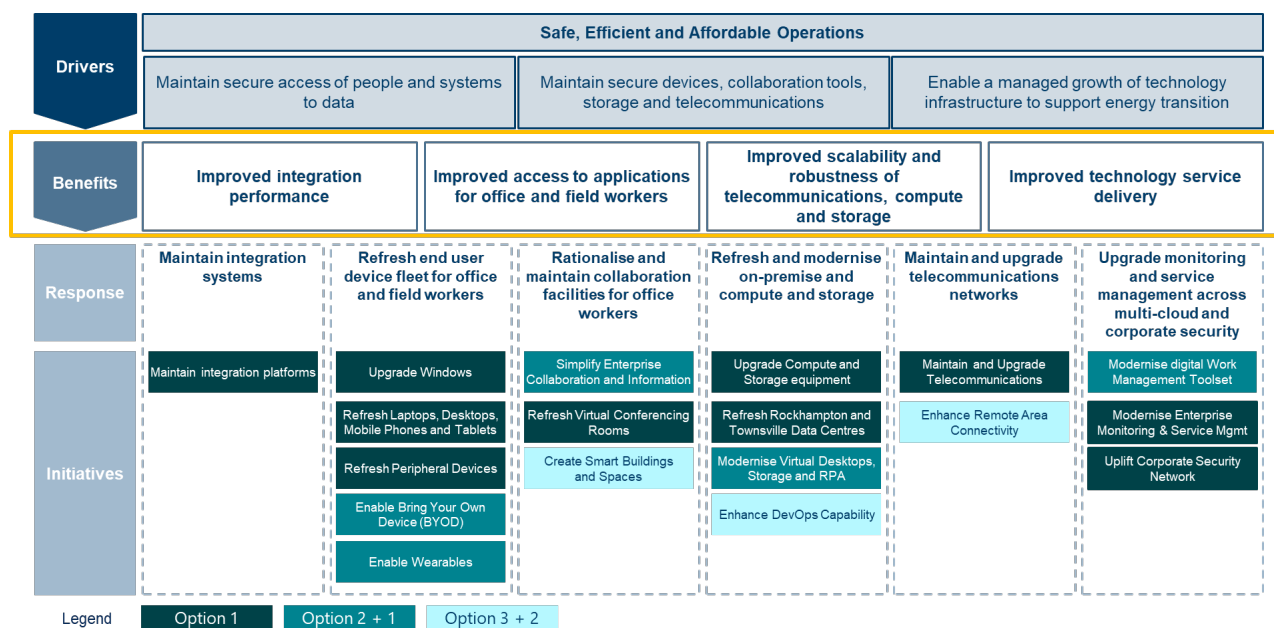 Drivers
Safe, Efficient and Affordable Operations
Maintain secure access of people and systems
to data
Maintain secure devices, collaboration tools,
storage and telecommunications
Enable a managed growth of technology
infrastructure to support energy transition
Benefits
Improved integration
performance
Improved access to applications
for office and field workers
Improved scalability and
robustness of
telecommunications, compute
and storage
Improved technology service
delivery
Response
Maintain integration
systems
Refresh end user
device fleet for office
and field workers
Rationalise and
maintain collaboration
facilities for office
workers
Refresh and modernise
on-premise and
compute and storage
Maintain and upgrade
telecommunications
networks
Upgrade monitoring
and service
management across
multi-cloud and
corporate security
Initiatives
Maintain integration platforms
Upgrade Windows
Refresh Laptops, Desktops,
Mobile Phones and Tablets
Refresh Peripheral Devices
Enable Bring Your Own
Device (BYOD)
Enable Wearables
Simplify Enterprise
Collaboration and Information
Refresh Virtual Conferencing
Rooms
Create Smart Buildings
and Spaces
Upgrade Compute and
Storage equipment
Refresh Rockhampton and
Townsville Data Centres
Modernise Virtual Desktops,
Storage and RPA
Enhance DevOps Capability
Maintain and Upgrade
Telecommunications
Enhance Remote Area
Connectivity
Modernise digital Work
Management Toolset
Modernise Enterprise
Monitoring & Service Mgmt
Uplift Corporate Security
Network
Legend
Option 1
Option 2 + 1
Option 3 + 2